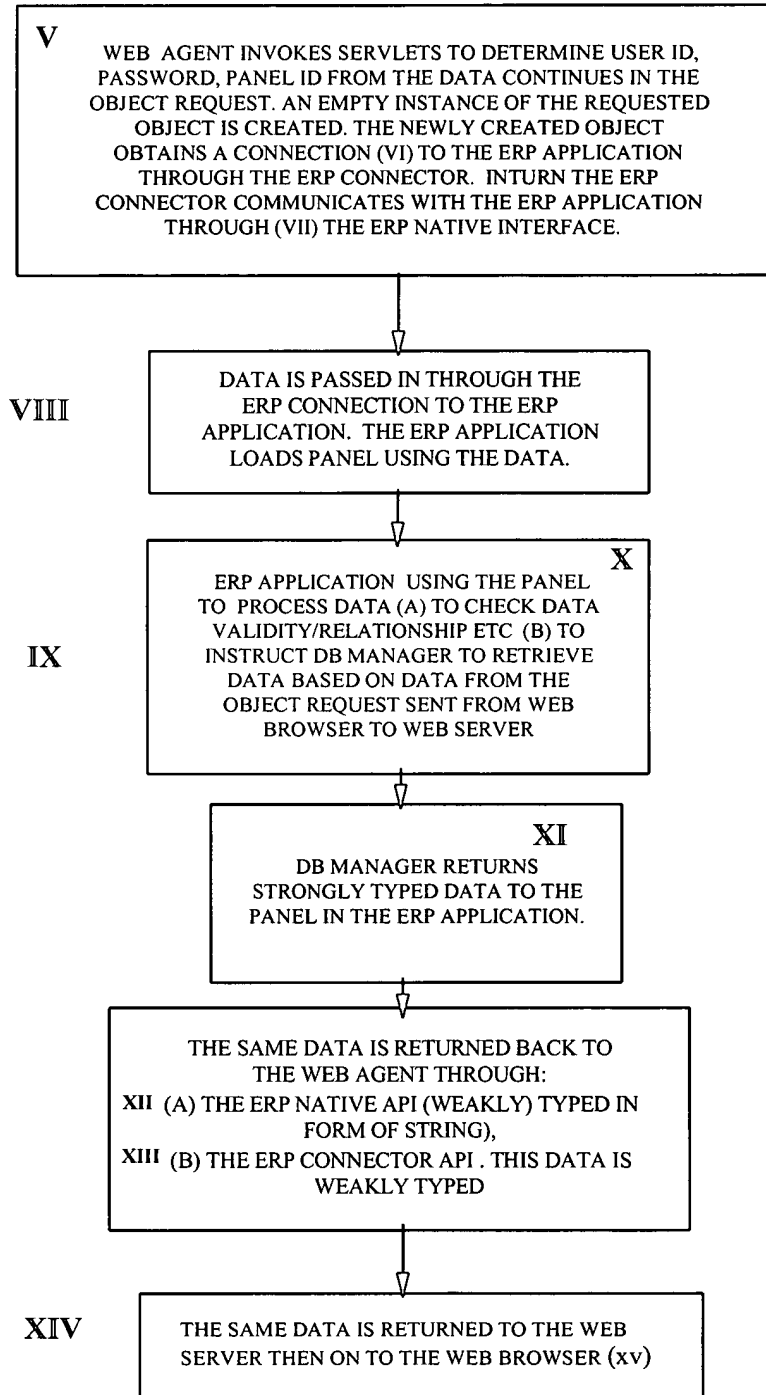 V
WEB AGENT INVOKES SERVLETS TO DETERMINE USER ID,
PASSWORD, PANEL ID FROM THE DATA CONTINUES IN THE
OBJECT REQUEST. AN EMPTY INSTANCE OF THE REQUESTED
OBJECT IS CREATED. THE NEWLY CREATED OBJECT
OBTAINS A CONNECTION (VI) TO THE ERP APPLICATION
THROUGH THE ERP CONNECTOR. INTURN THE ERP
CONNECTOR COMMUNICATES WITH THE ERP APPLICATION
THROUGH (VII) THE ERP NATIVE INTERFACE.
VIII
DATA IS PASSED IN THROUGH THE
ERP CONNECTION TO THE ERP
APPLICATION. THE ERP APPLICATION
LOADS PANEL USING THE DATA.
IX
X
ERP APPLICATION USING THE PANEL
TO PROCESS DATA (A) TO CHECK DATA
VALIDITY/RELATIONSHIP ETC (B) TO
INSTRUCT DB MANAGER TO RETRIEVE
DATA BASED ON DATA FROM THE
OBJECT REQUEST SENT FROM WEB
BROWSER TO WEB SERVER
XI
DB MANAGER RETURNS
STRONGLY TYPED DATA TO THE
PANEL IN THE ERP APPLICATION.
THE SAME DATA IS RETURNED BACK TO
THE WEB AGENT THROUGH:
XII (A) THE ERP NATIVE API (WEAKLY) TYPED IN
FORM OF STRING),
XIII (B) THE ERP CONNECTOR API . THIS DATA IS
WEAKLY TYPED
XIV
THE SAME DATA IS RETURNED TO THE WEB
SERVER THEN ON TO THE WEB BROWSER (xv)